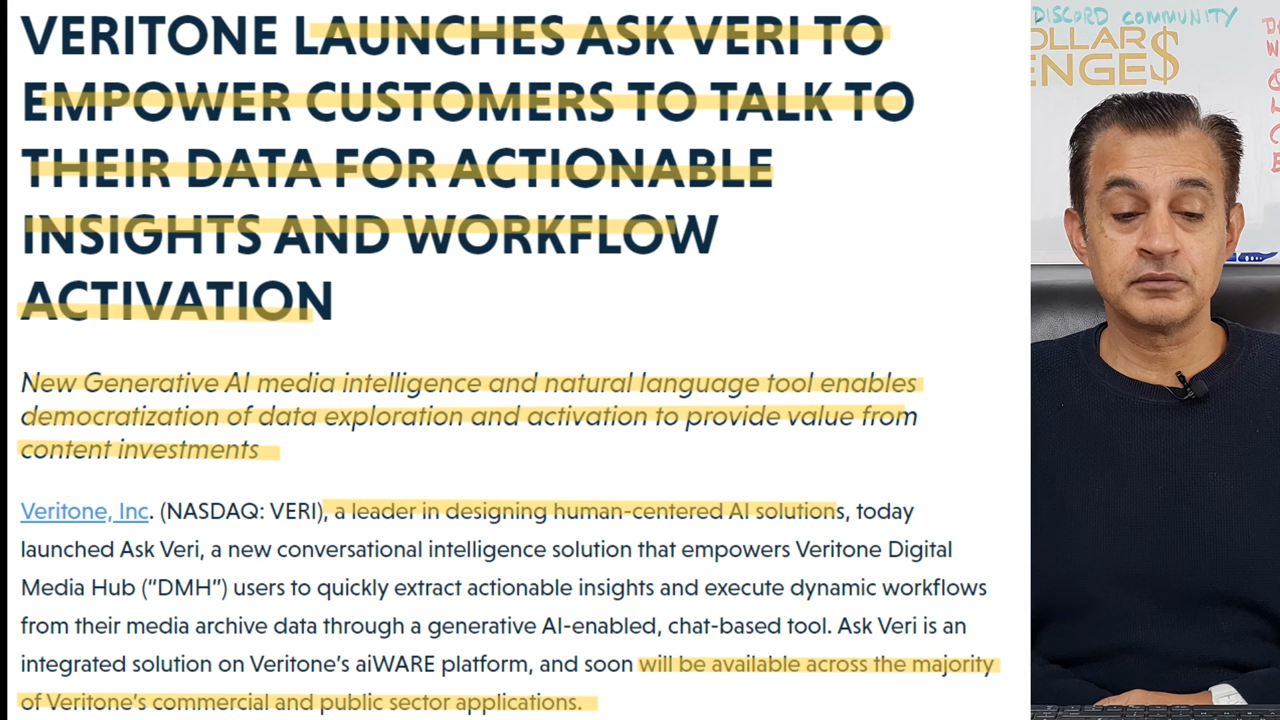 VERITONE LAUNCHES ASK VERI TO
EMPOWER CUSTOMERS TO TALK TO
THEIR DATA FOR ACTIONABLE
INSIGHTS AND WORKFLOW
ACTIVATION
New Generative AI media intelligence and natural language tool enables
democratization of data exploration and activation to provide value from
content investments
Veritone, Inc. (NASDAQ: VERI), a leader in designing human-centered AI solutions, today
launched Ask Veri, a new conversational intelligence solution that empowers Veritone Digital
Media Hub (“DMH”) users to quickly extract actionable insights and execute dynamic workflows
from their media archive data through a generative AI-enabled, chat-based tool. Ask Veri is an
integrated solution on Veritone’s aiWARE platform, and soon will be available across the majority
of Veritone’s commercial and public sector applications.
DISCORD COMMUNITY
OLLAR
ENGE$